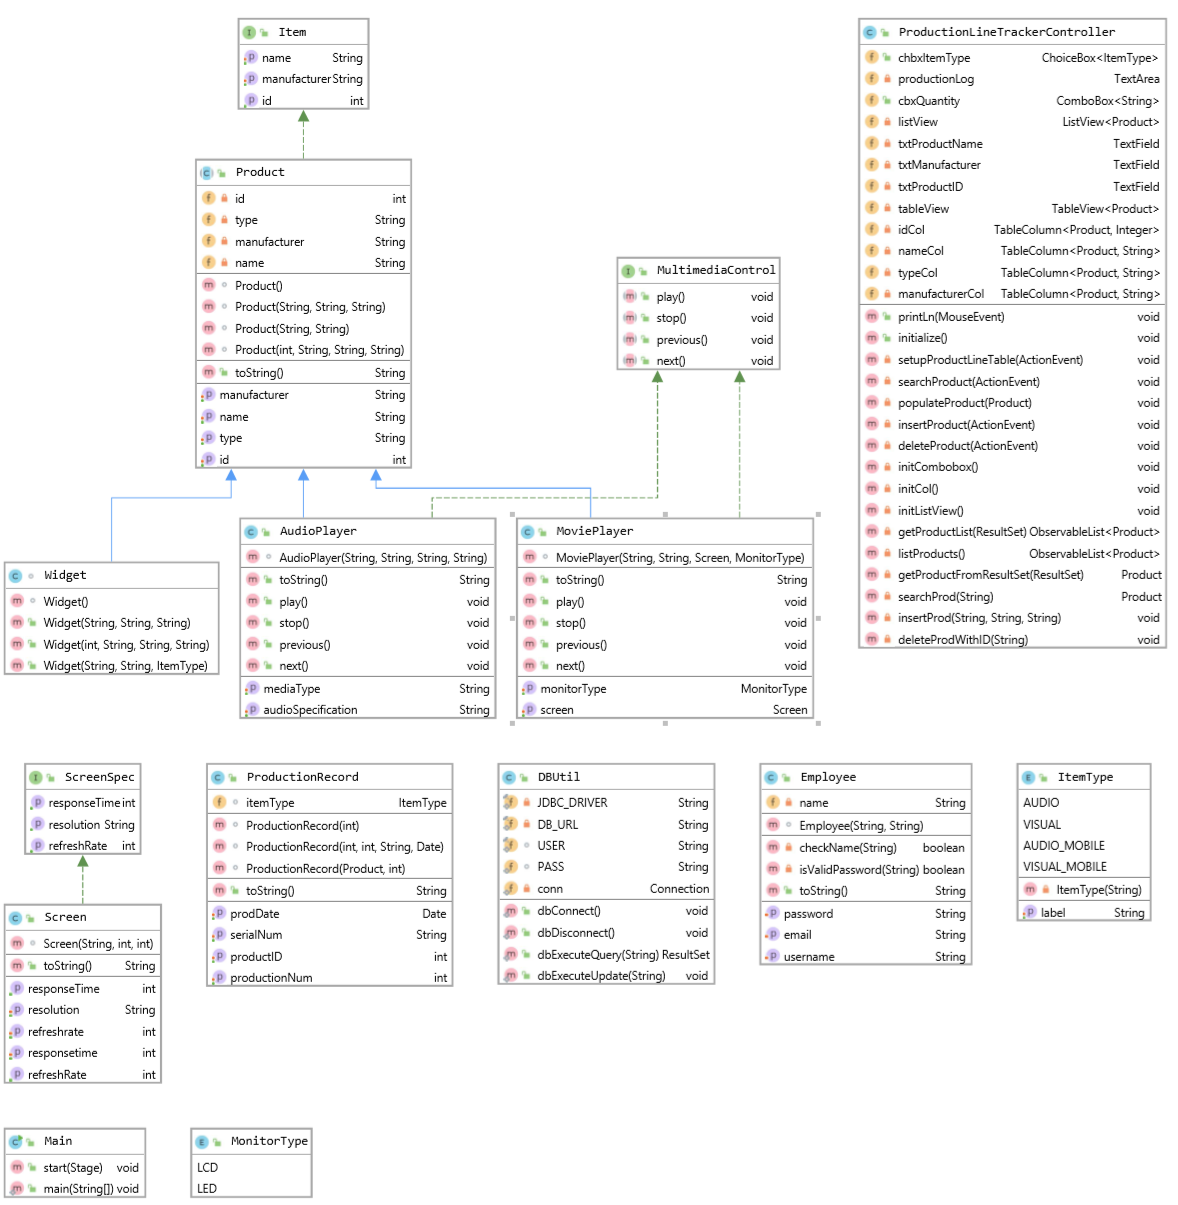 Item
name String
manufacturer String
id int
Product
id int
type String
manufacturer String
name String
Product()
Product(String, String, String)
Product(String, String)
Product(int, String, String, String)
toString() String
manufacturer String
name String
type String
id int
MultimediaControl
play() void
stop() void
previous() void
next() void
ProductionLineTrackerController
chbxItemType ChoiceBox<ItemType>
productionLog TextArea
cbxQuantity ComboBox<String>
listView ListView<Product>
txtProductName TextField
txtManufacturer TextField
txtProductID TextField
tableView TableView<Product>
idCol TableColumn<Product, Integer>
nameCol TableColumn<Product, String>
typeCol TableColumn<Product, String>
manufacturerCol TableColumn<Product, String>
printLn(MouseEvent) void
initialize() void
setupProductLineTable(ActionEvent) void
searchProduct(ActionEvent) void
populateProduct(Product) void
insertProduct(ActionEvent) void
deleteProduct(ActionEvent) void
initCombobox() void
initCol() void
initListView() void
getProductList(ResultSet) ObservableList<Product>
listProducts() ObservableList<Product>
getProductFromResultSet(ResultSet) Product
searchProd(String) Product
insertProd(String, String, String) void
deleteProdWithID(String) void
Widget
Widget()
Widget(String, String, String)
Widget(int, String, String, String)
Widget(String, String, ItemType)
AudioPlayer
AudioPlayer(String, String, String, String)
toString() String
play() void
stop() void
previous() void
next() void
mediaType String
audioSpecification String
MoviePlayer
MoviePlayer(String, String, Screen, MonitorType)
toString() String
play() void
stop() void
previous() void
next() void
monitorType MonitorType
screen Screen
ScreenSpec
responseTime int
resolution String
refreshRate int
Screen
Screen(String, int, int)
toString() String
responseTime int
resolution String
refreshrate int
responsetime int
refreshRate int
ProductionRecord
itemType ItemType
ProductionRecord(int)
ProductionRecord(int, int, String, Date)
ProductionRecord(Product, int)
toString() String
prodDate Date
serialNum String
productID int
productionNum int
DBUtil
JDBC_DRIVER String
DB_URL String
USER String
PASS String
conn Connection
dbConnect() void
dbDisconnect() void
dbExecuteQuery(String) ResultSet
dbExecuteUpdate(String) void
Employee
name String
Employee(String, String)
checkName(String) boolean
isValidPassword(String) boolean
toString() String
password String
email String
username String
ItemType
AUDIO
VISUAL
AUDIO_MOBILE
VISUAL_MOBILE
ItemType(String)
label String
Main
start(Stage) void
main(String[]) void
MonitorType
LCD
LED